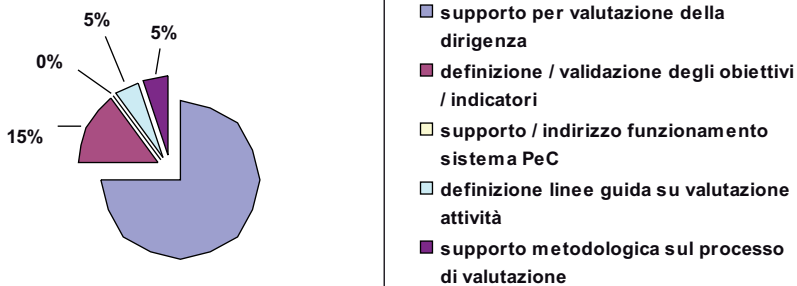 5%
5%
0%
15%
supporto per valutazione della
dirigenza
definizione / validazione degli obiettivi
/ indicatori
supporto / indirizzo funzionamento
sistema PeC
definizione linee guida su valutazione
attività
supporto metodologica sul processo
di valutazione